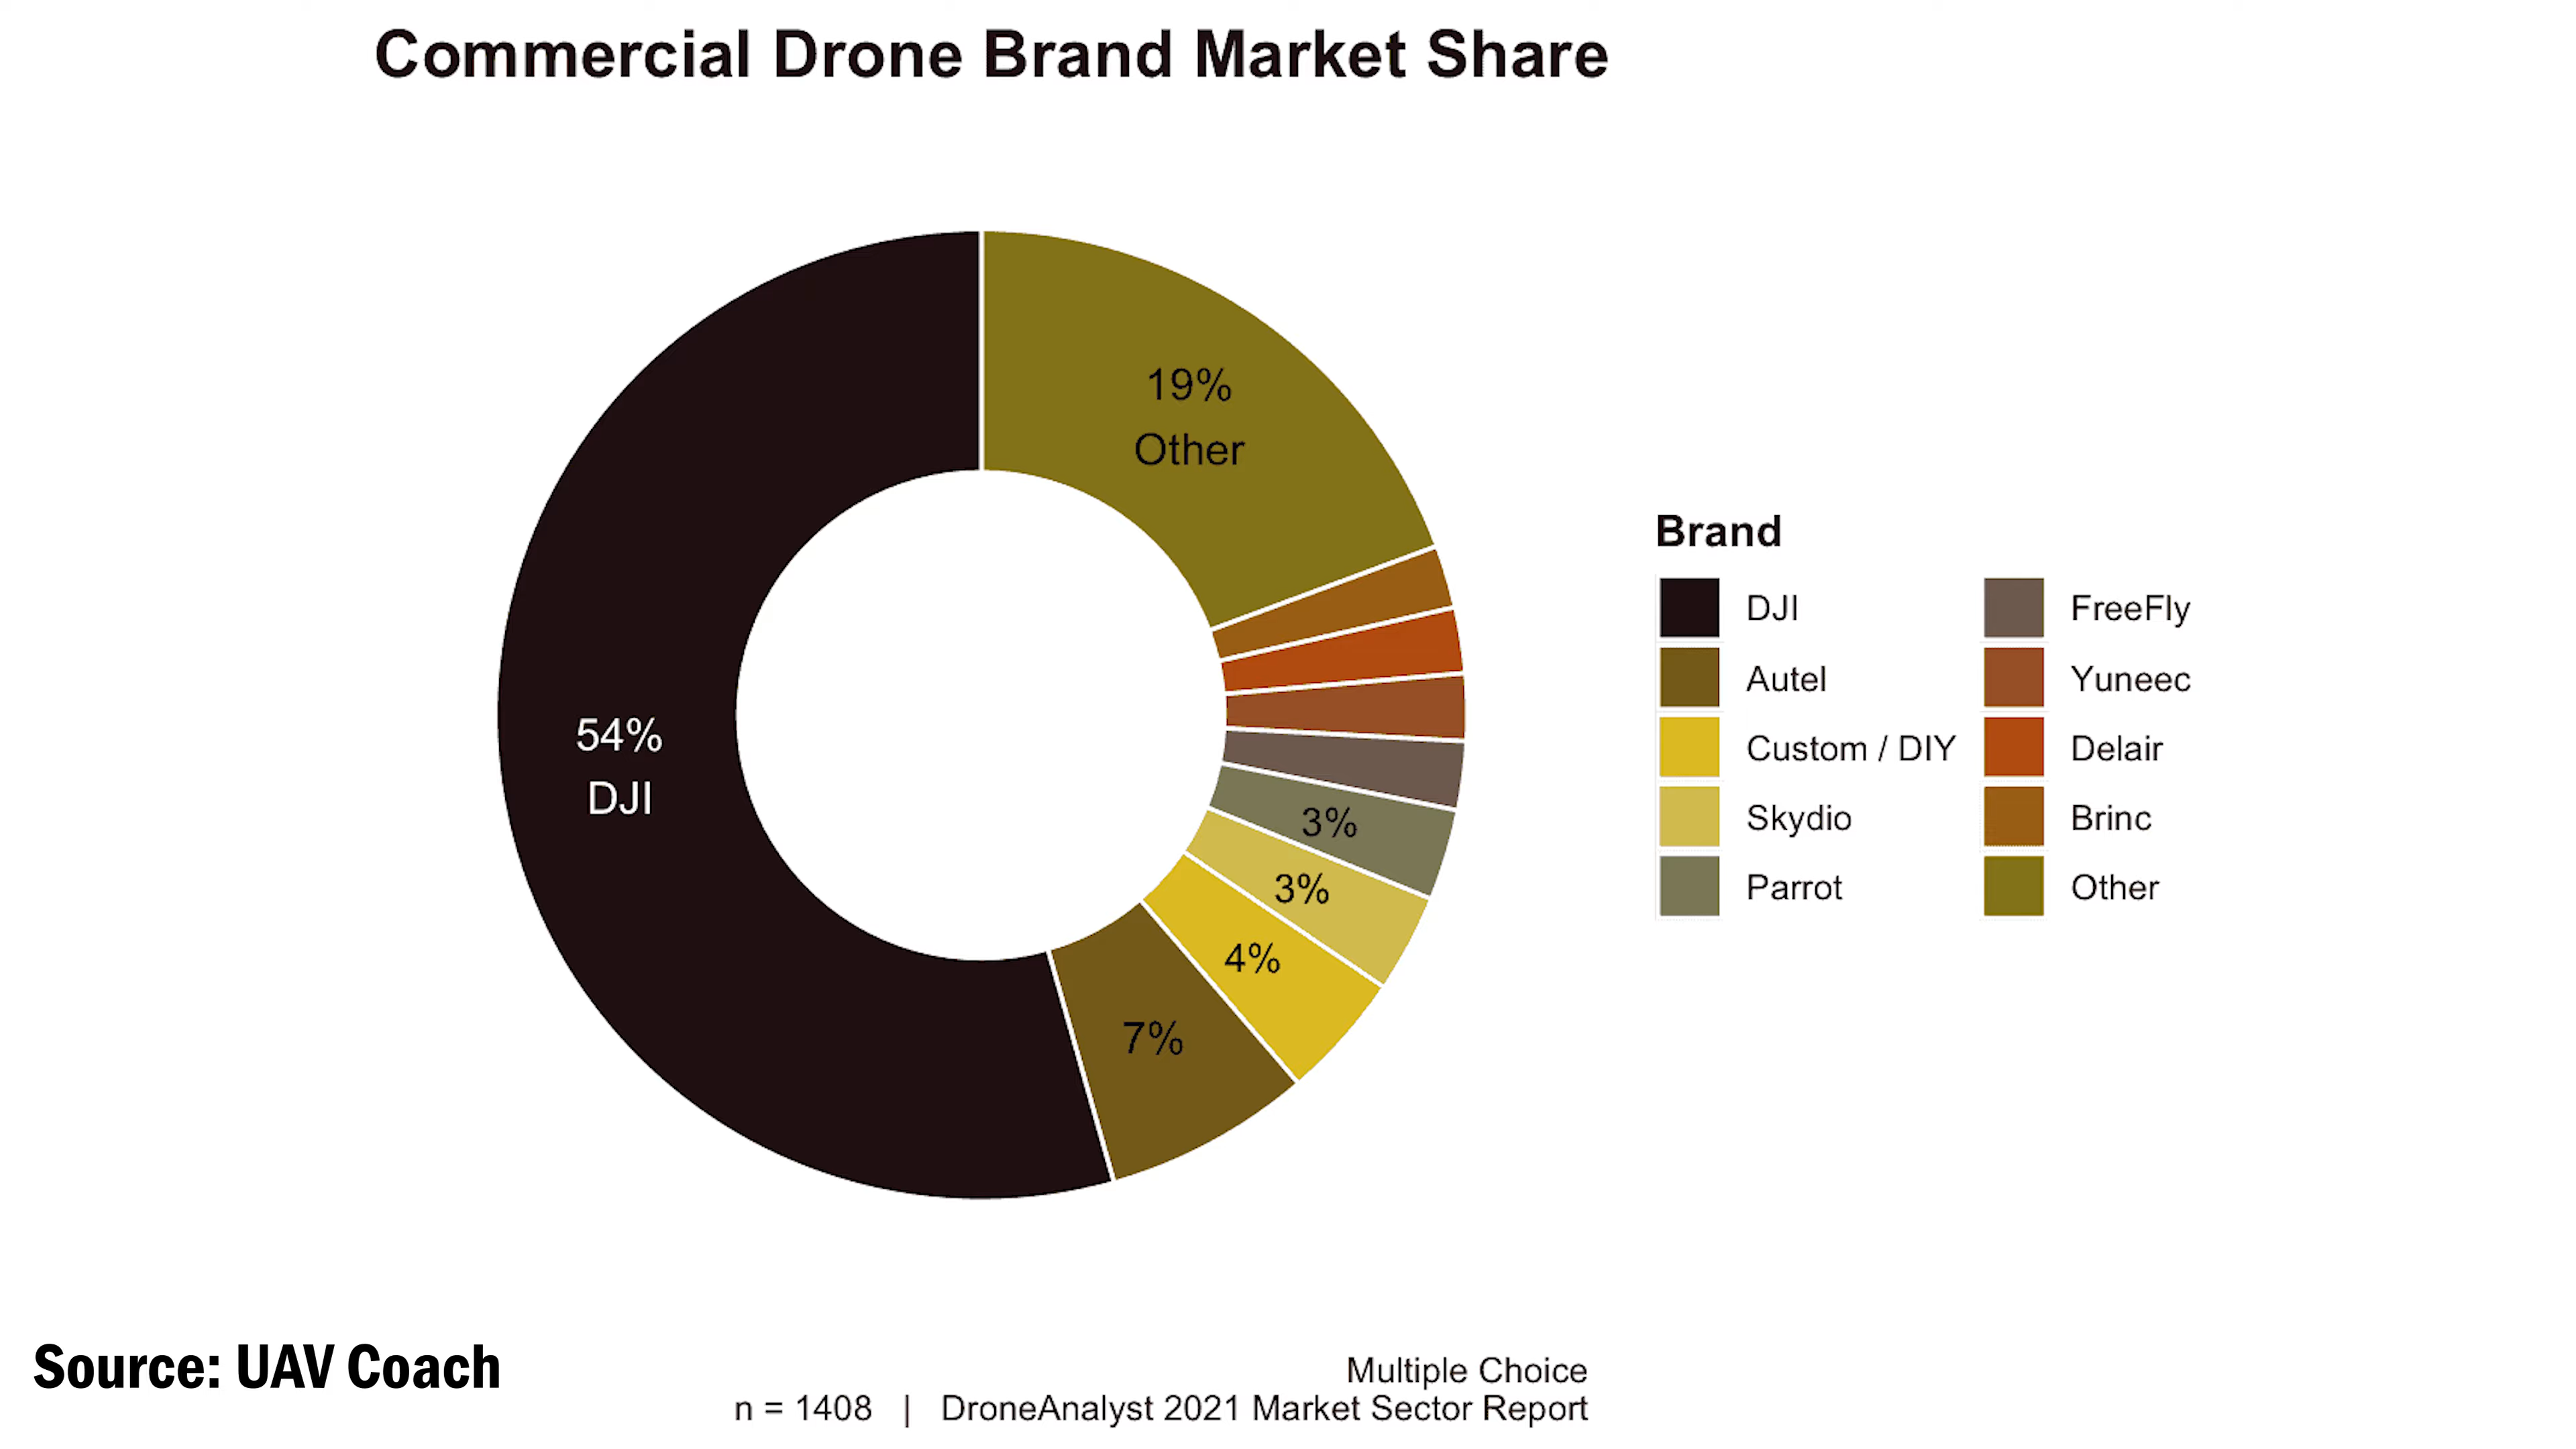 Commercial Drone Brand Market Share
19%
Other
54%
DJI
3%
3%
4%
7%
Brand
DJI
Autel
Custom / DIY
Skydio
Parrot
FreeFly
Yuneec
Delair
Brinc
Other
Source: UAV Coach
Multiple Choice
n = 1408 | DroneAnalyst 2021 Market Sector Report